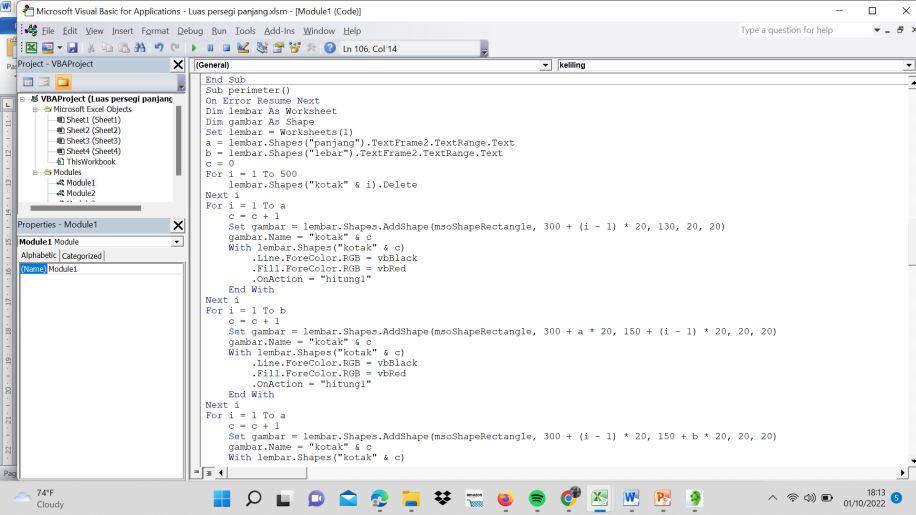 Microsoft Visual Basic for Applications - Luas persegi panjang.xlsm - [Module1 (Code)]
File Edit View Insert Format Debug Run Tools Add-Ins Window Help
Type a question for help
Ln 106, Col 14
Project - VBAProject
VBAProject (Luas persegi panjang
Microsoft Excel Objects
Sheet1 (Sheet1)
Sheet2 (Sheet2)
Sheet3 (Sheet3)
Sheet4 (Sheet4)
ThisWorkbook
Modules
Module1
Module2
Properties - Module1
Module1 Module
Alphabetic Categorized
(Name) Module1
(General)
keliling
End Sub
Sub perimeter()
On Error Resume Next
Dim lembar As Worksheet
Dim gambar As Shape
Set lembar = Worksheets(1)
a = lembar.Shapes("panjang").TextFrame2.TextRange.Text
b = lembar.Shapes("lebar").TextFrame2.TextRange.Text
c = 0
For i = 1 To 500
lembar.Shapes("kotak" & i).Delete
Next i
For i = 1 To a
c = c + 1
Set gambar = lembar.Shapes.AddShape(msoShapeRectangle, 300 + (i - 1) * 20, 130, 20, 20)
gambar.Name = "kotak" & c
With lembar.Shapes("kotak" & c)
.Line.ForeColor.RGB = vbBlack
.Fill.ForeColor.RGB = vbRed
.OnAction = "hitung1"
End With
Next i
For i = 1 To b
c = c + 1
Set gambar = lembar.Shapes.AddShape(msoShapeRectangle, 300 + a * 20, 150 + (i - 1) * 20, 20, 20)
gambar.Name = "kotak" & c
With lembar.Shapes("kotak" & c)
.Line.ForeColor.RGB = vbBlack
.Fill.ForeColor.RGB = vbRed
.OnAction = "hitung1"
End With
Next i
For i = 1 To a
c = c + 1
Set gambar = lembar.Shapes.AddShape(msoShapeRectangle, 300 + (i - 1) * 20, 150 + b * 20, 20, 20)
gambar.Name = "kotak" & c
With lembar.Shapes("kotak" & c)
74°F
Cloudy
amazon
18:13
01/10/2022
5